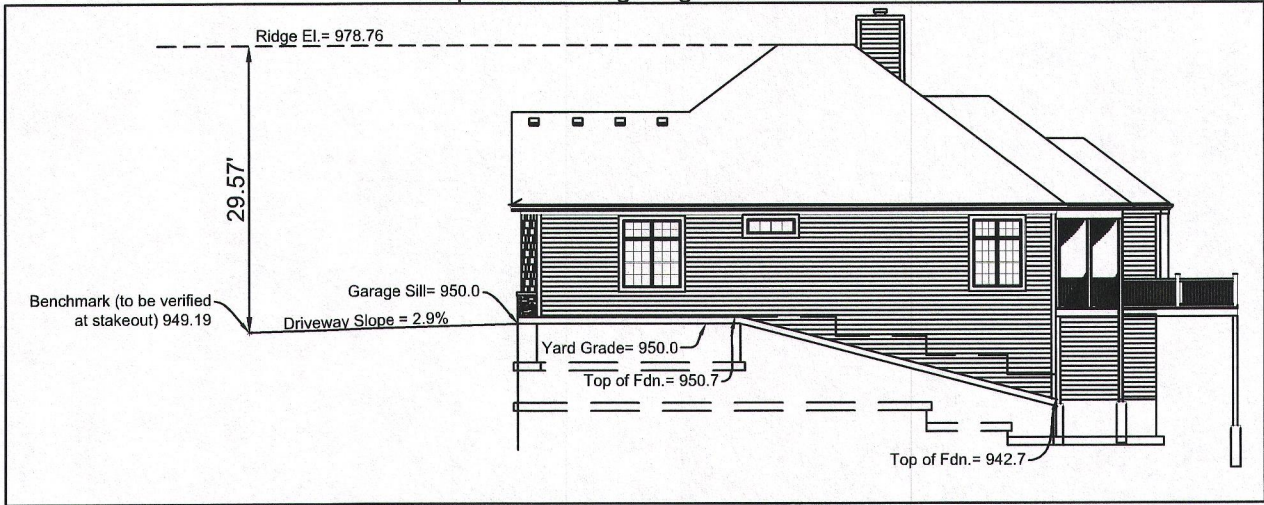 Ridge El.= 978.76
29.57'
Benchmark (to be verified
at stakeout) 949.19
Garage Sill= 950.0
Driveway Slope = 2.9%
Yard Grade= 950.0
Top of Fdn.= 950.7
Top of Fdn.= 942.7